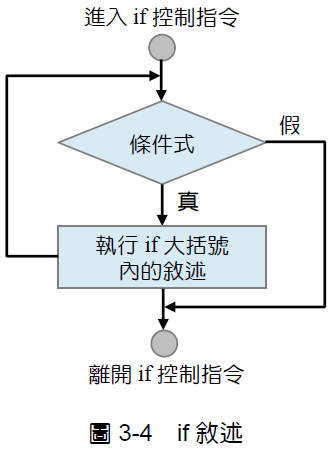 進入 if 控制指令
條件式
假
真
執行 if 大括號
內的敘述
離開 if 控制指令
圖 3-4 if 敘述